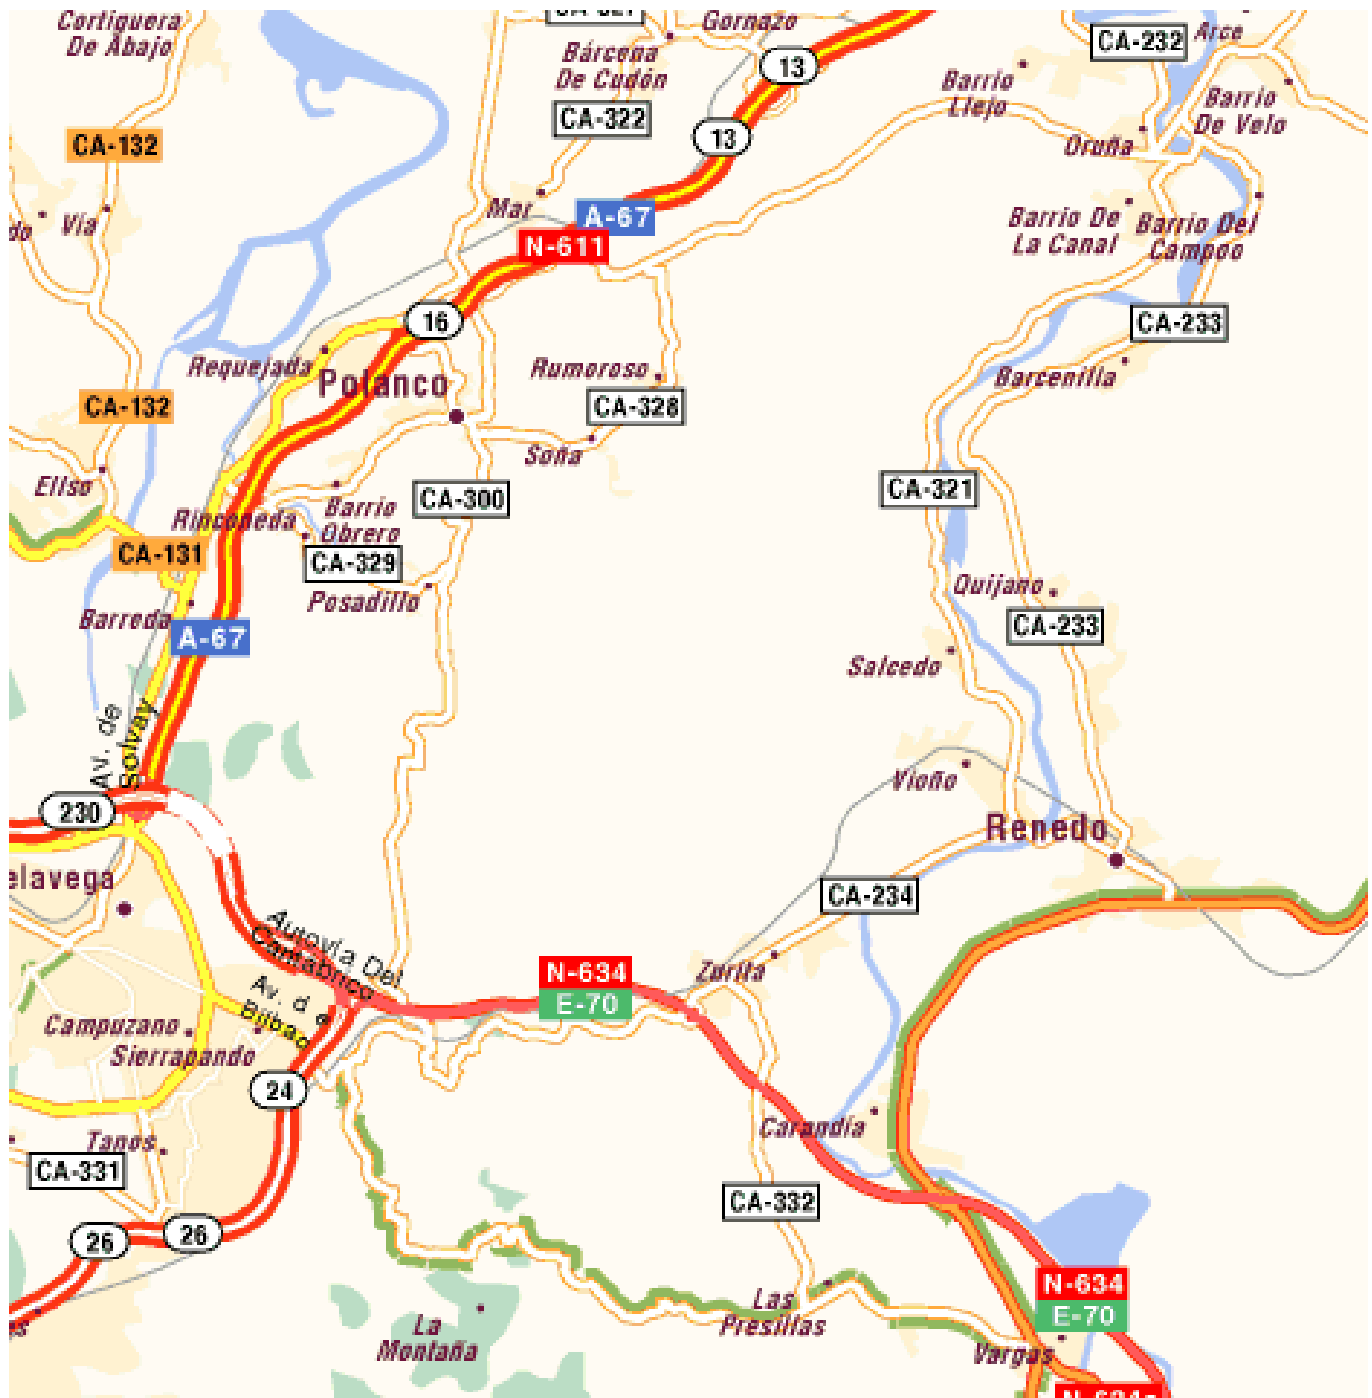 Cortiguera
De Abajo
CA-321
Gornazo
Bárcena
De Cudón
13
CA-232
Arce
Barrio
Llejo
Barrio
De Velo
CA-132
CA-322
13
Oruña
do
Vía
Mar
A-67
N-611
Barrio De
La Canal
Barrio Del
Campoo
16
CA-233
Requejada
Polanco
Rumoroso
Barcenilla
CA-132
CA-328
Soña
Ellso
CA-300
CA-321
Rinconeda
Barrio
Obrero
CA-131
CA-329
Posadillo
Quijano
Barreda
A-67
CA-233
Salcedo
Av. de
Solvay
Vioño
230
Renedo
elavega
CA-234
Autovía Del
Cantábrico
N-634
E-70
Zurita
Av. de
Bilbao
Campuzano
Sierrapando
24
Carandía
Tanos
CA-331
CA-332
26
26
N-634
E-70
Las
Presillas
La
Montaña
Vargas
es